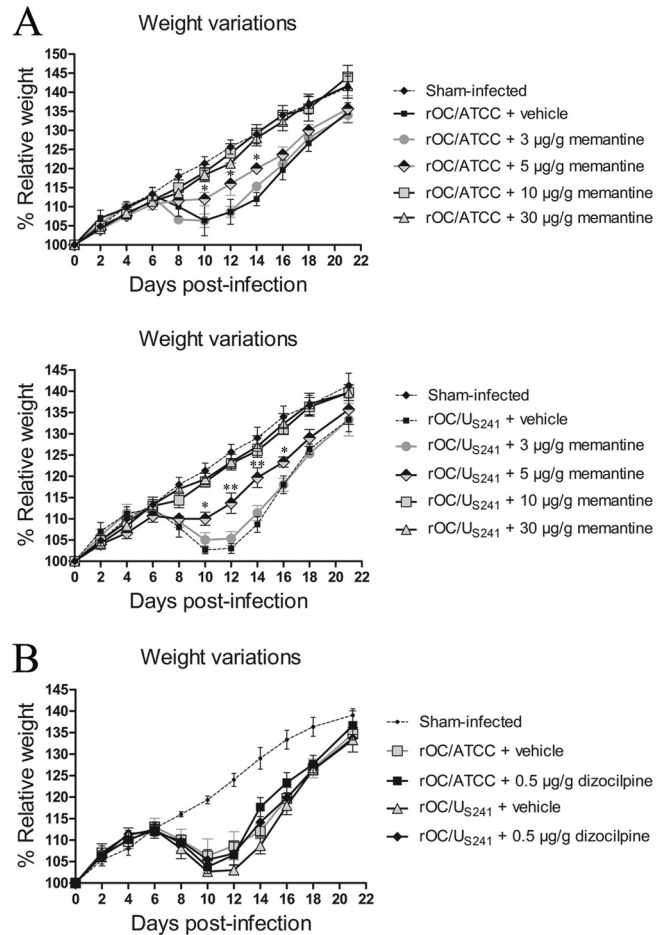 A
Weight variations
% Relative weight
150
145
140
135
130
125
120
115
110
105
100
* * *
0 2 4 6 8 10 12 14 16 18 20 22
Days post-infection
Sham-infected
rOC/ATCC + vehicle
rOC/ATCC + 3 µg/g memantine
rOC/ATCC + 5 µg/g memantine
rOC/ATCC + 10 µg/g memantine
rOC/ATCC + 30 µg/g memantine
Weight variations
% Relative weight
145
140
135
130
125
120
115
110
105
100
* ** ** *
0 2 4 6 8 10 12 14 16 18 20 22
Days post-infection
Sham-infected
rOC/US241 + vehicle
rOC/US241 + 3 µg/g memantine
rOC/US241 + 5 µg/g memantine
rOC/US241 + 10 µg/g memantine
rOC/US241 + 30 µg/g memantine
B
Weight variations
% Relative weight
145
140
135
130
125
120
115
110
105
100
0 2 4 6 8 10 12 14 16 18 20 22
Days post-infection
Sham-infected
rOC/ATCC + vehicle
rOC/ATCC + 0.5 µg/g dizocilpine
rOC/US241 + vehicle
rOC/US241 + 0.5 µg/g dizocilpine